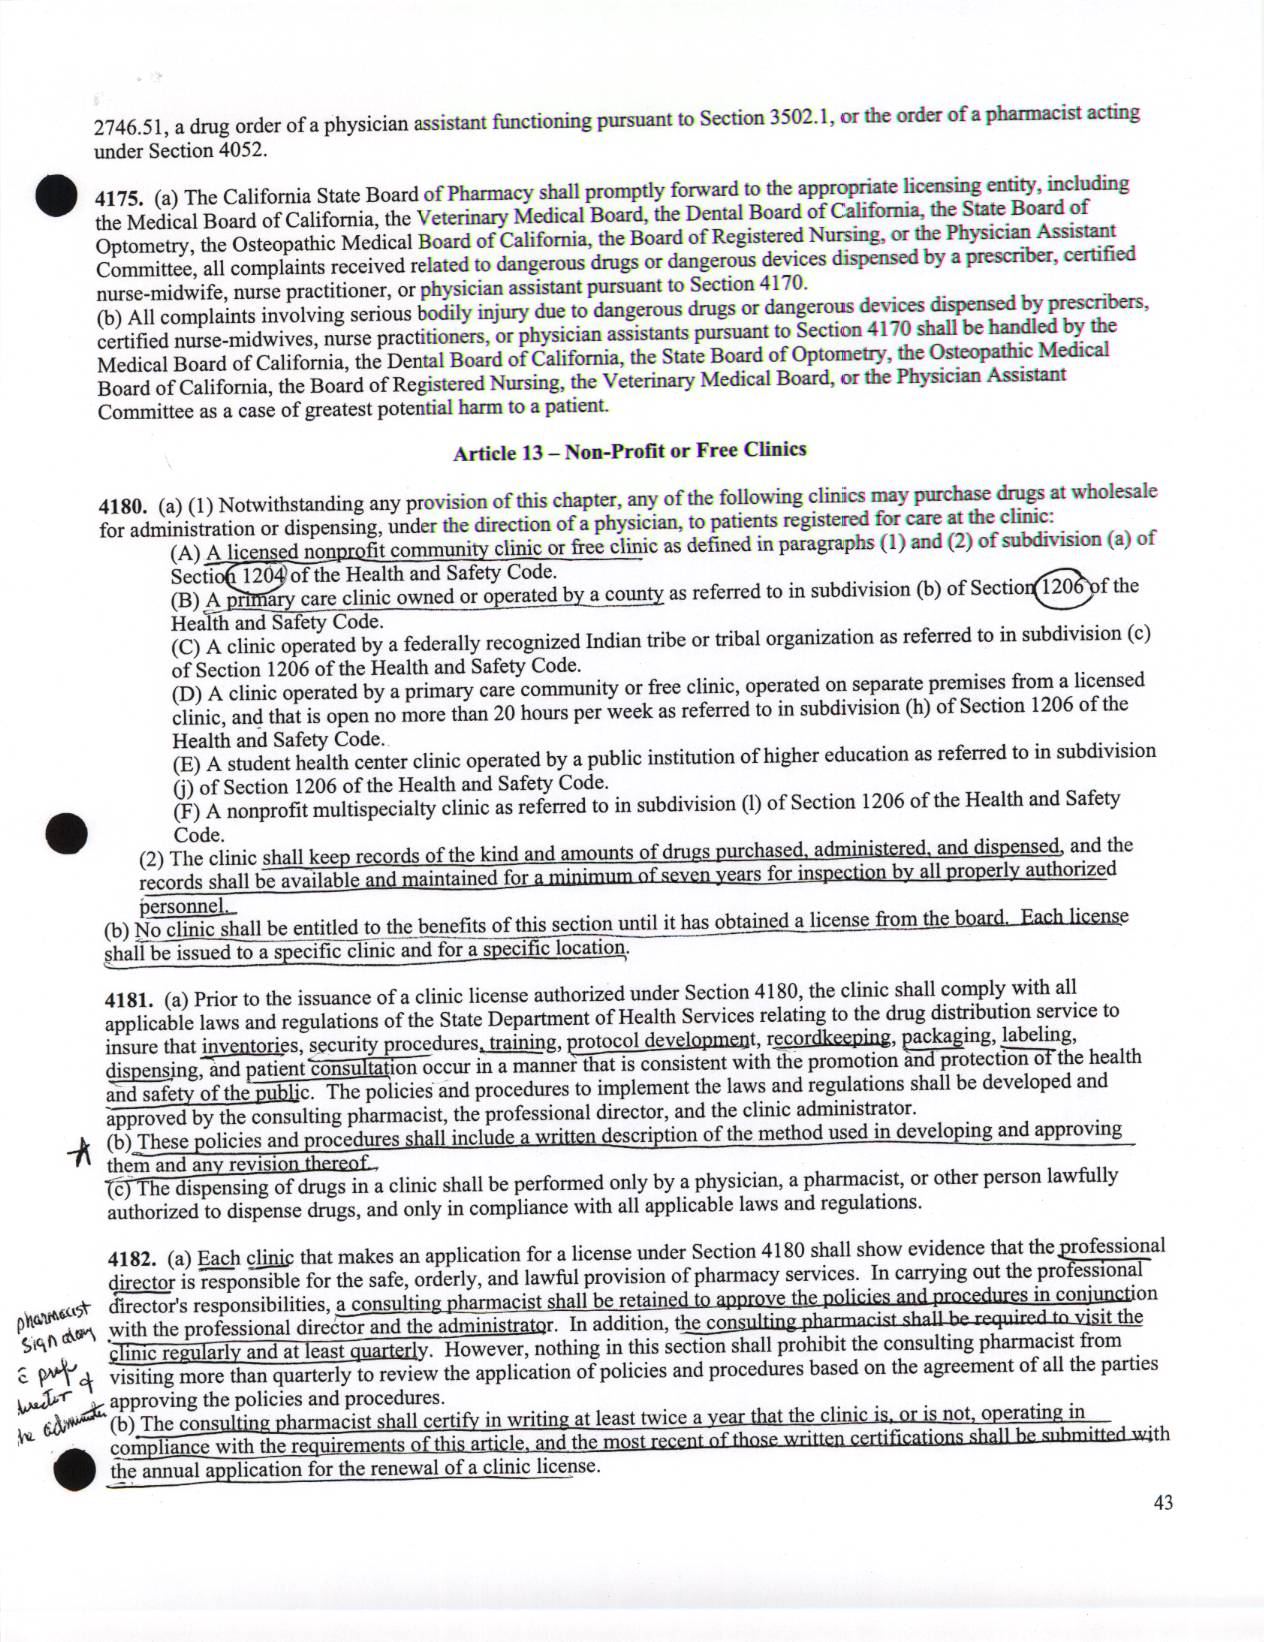 2746.51, a drug order of a physician assistant functioning pursuant to Section 3502.1, or the order of a pharmacist acting
under Section 4052.
4175. (a) The California State Board of Pharmacy shall promptly forward to the appropriate licensing entity, including
the Medical Board of California, the Veterinary Medical Board, the Dental Board of California, the State Board of
Optometry, the Osteopathic Medical Board of California, the Board of Registered Nursing, or the Physician Assistant
Committee, all complaints received related to dangerous drugs or dangerous devices dispensed by a prescriber, certified
nurse-midwife, nurse practitioner, or physician assistant pursuant to Section 4170.
(b) All complaints involving serious bodily injury due to dangerous drugs or dangerous devices dispensed by prescribers,
certified nurse-midwives, nurse practitioners, or physician assistants pursuant to Section 4170 shall be handled by the
Medical Board of California, the Dental Board of California, the State Board of Optometry, the Osteopathic Medical
Board of California, the Board of Registered Nursing, the Veterinary Medical Board, or the Physician Assistant
Committee as a case of greatest potential harm to a patient.
Article 13 – Non-Profit or Free Clinics
4180. (a) (1) Notwithstanding any provision of this chapter, any of the following clinics may purchase drugs at wholesale
for administration or dispensing, under the direction of a physician, to patients registered for care at the clinic:
(A) A licensed nonprofit community clinic or free clinic as defined in paragraphs (1) and (2) of subdivision (a) of
Section 1204 of the Health and Safety Code.
(B) A primary care clinic owned or operated by a county as referred to in subdivision (b) of Section 1206 of the
Health and Safety Code.
(C) A clinic operated by a federally recognized Indian tribe or tribal organization as referred to in subdivision (c)
of Section 1206 of the Health and Safety Code.
(D) A clinic operated by a primary care community or free clinic, operated on separate premises from a licensed
clinic, and that is open no more than 20 hours per week as referred to in subdivision (h) of Section 1206 of the
Health and Safety Code.
(E) A student health center clinic operated by a public institution of higher education as referred to in subdivision
(j) of Section 1206 of the Health and Safety Code.
(F) A nonprofit multispecialty clinic as referred to in subdivision (l) of Section 1206 of the Health and Safety
Code.
(2) The clinic shall keep records of the kind and amounts of drugs purchased, administered, and dispensed, and the
records shall be available and maintained for a minimum of seven years for inspection by all properly authorized
personnel.
(b) No clinic shall be entitled to the benefits of this section until it has obtained a license from the board. Each license
shall be issued to a specific clinic and for a specific location.
4181. (a) Prior to the issuance of a clinic license authorized under Section 4180, the clinic shall comply with all
applicable laws and regulations of the State Department of Health Services relating to the drug distribution service to
insure that inventories, security procedures, training, protocol development, recordkeeping, packaging, labeling,
dispensing, and patient consultation occur in a manner that is consistent with the promotion and protection of the health
and safety of the public. The policies and procedures to implement the laws and regulations shall be developed and
approved by the consulting pharmacist, the professional director, and the clinic administrator.
(b) These policies and procedures shall include a written description of the method used in developing and approving
them and any revision thereof.
(c) The dispensing of drugs in a clinic shall be performed only by a physician, a pharmacist, or other person lawfully
authorized to dispense drugs, and only in compliance with all applicable laws and regulations.
4182. (a) Each clinic that makes an application for a license under Section 4180 shall show evidence that the professional
director is responsible for the safe, orderly, and lawful provision of pharmacy services. In carrying out the professional
director's responsibilities, a consulting pharmacist shall be retained to approve the policies and procedures in conjunction
with the professional director and the administrator. In addition, the consulting pharmacist shall be required to visit the
clinic regularly and at least quarterly. However, nothing in this section shall prohibit the consulting pharmacist from
visiting more than quarterly to review the application of policies and procedures based on the agreement of all the parties
approving the policies and procedures.
(b) The consulting pharmacist shall certify in writing at least twice a year that the clinic is, or is not, operating in
compliance with the requirements of this article, and the most recent of those written certifications shall be submitted with
the annual application for the renewal of a clinic license.
pharmacist
sign
director
43